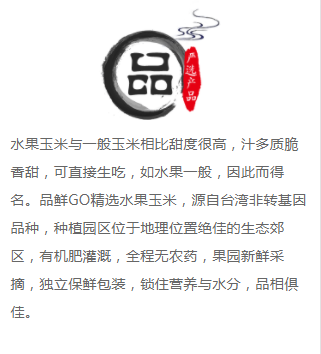 品
严选产品
水果玉米与一般玉米相比甜度很高，汁多质脆
香甜，可直接生吃，如水果一般，因此而得
名。品鲜GO精选水果玉米，源自台湾非转基因
品种，种植园区位于地理位置绝佳的生态郊
区，有机肥灌溉，全程无农药，果园新鲜采
摘，独立保鲜包装，锁住营养与水分，品相俱
佳。